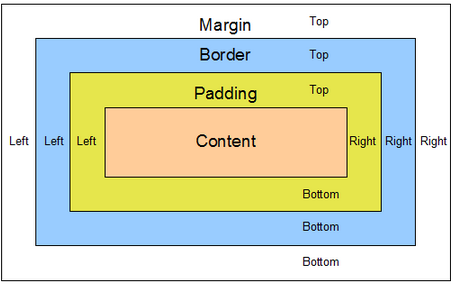 Margin Top
Border Top
Padding Top
Left Left Left Content Right Right Right
Bottom
Bottom
Bottom